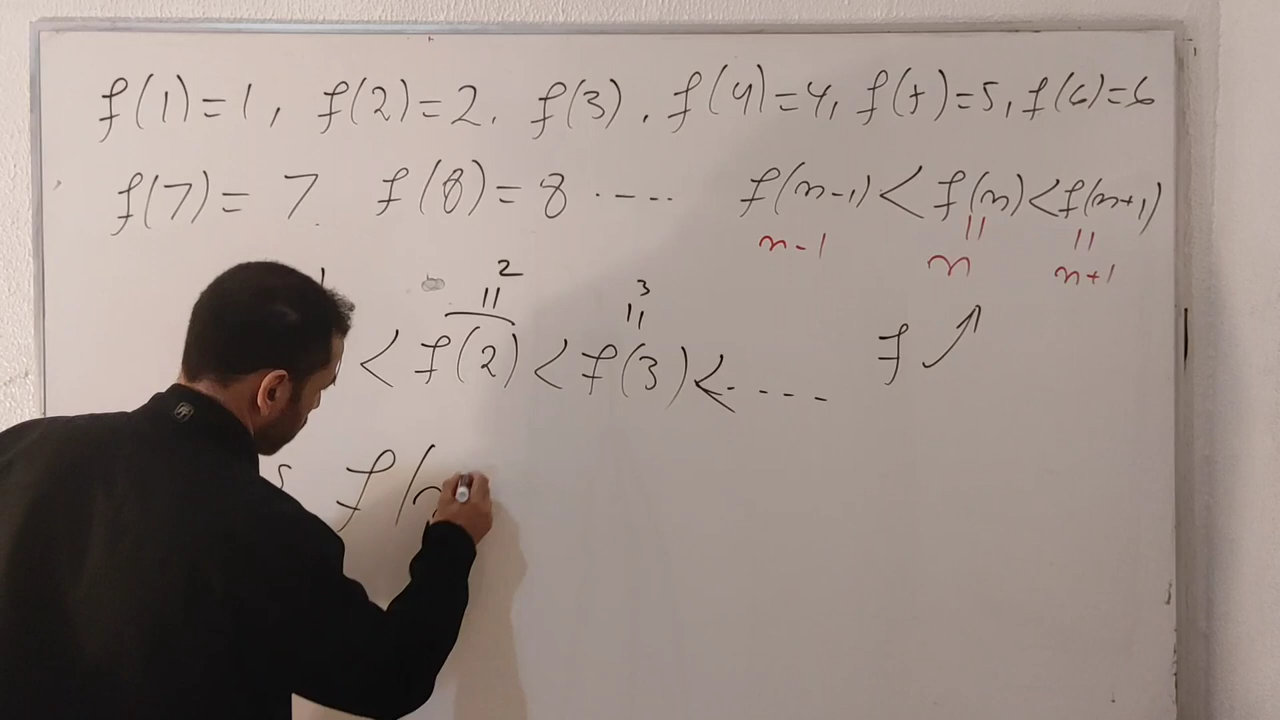 f(1)=1, f(2)=2. f(3). f(4)=4, f(5)=5, f(6)=6
f(7)=7. f(8)=8 ..... f(n-1)<f(n)<f(n+1)
n-1 n n+1
2 3
<f(2)<f(3)<.... f
f(n